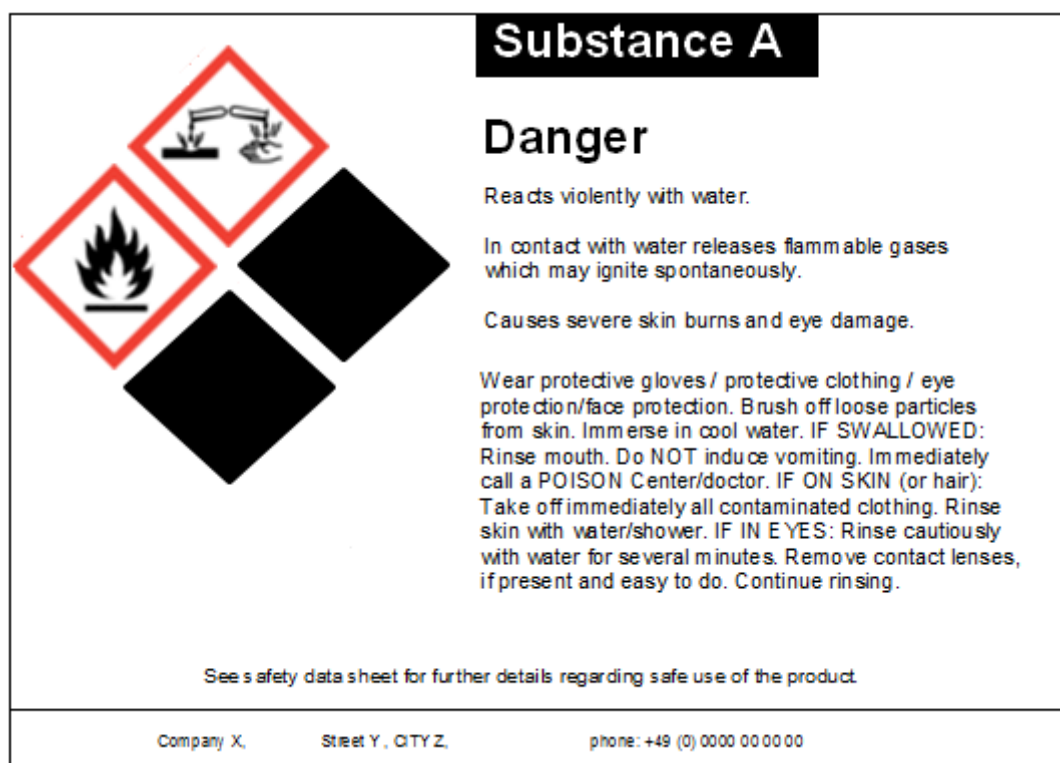 Substance A
Danger
Reacts violently with water.
In contact with water releases flammable gases
which may ignite spontaneously.
Causes severe skin burns and eye damage.
Wear protective gloves / protective clothing / eye
protection/face protection. Brush off loose particles
from skin. Immerse in cool water. IF SWALLOWED:
Rinse mouth. Do NOT induce vomiting. Immediately
call a POISON Center/doctor. IF ON SKIN (or hair):
Take off immediately all contaminated clothing. Rinse
skin with water/shower. IF IN EYES: Rinse cautiously
with water for several minutes. Remove contact lenses,
if present and easy to do. Continue rinsing.
See safety data sheet for further details regarding safe use of the product.
Company X, Street Y, CITY Z, phone: +49 (0) 0000 000000